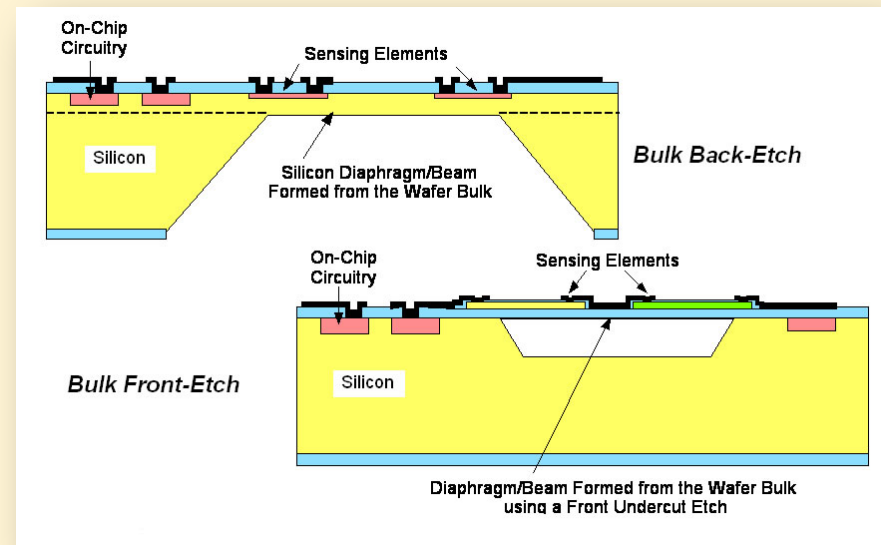 On-Chip
Circuitry
Sensing Elements
Silicon
Silicon Diaphragm/Beam
Formed from the Wafer Bulk
Bulk Back-Etch
On-Chip
Circuitry
Sensing Elements
Bulk Front-Etch
Silicon
Diaphragm/Beam Formed from the Wafer Bulk
using a Front Undercut Etch